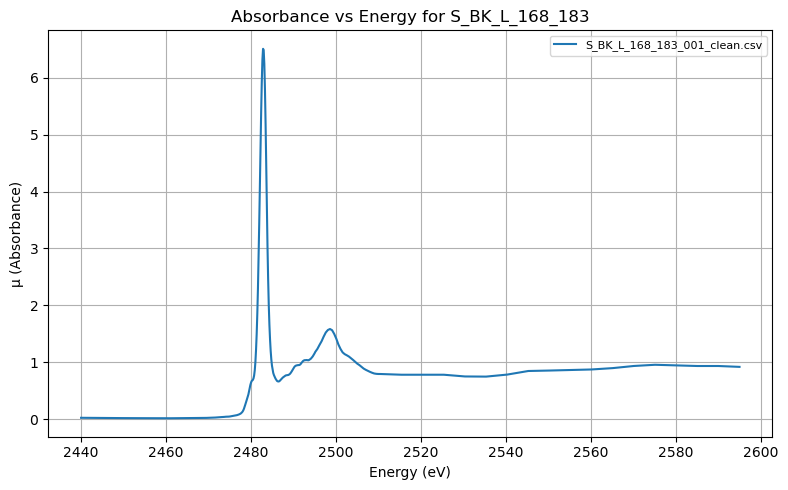 Absorbance vs Energy for S_BK_L_168_183
S_BK_L_168_183_001_clean.csv
μ (Absorbance)
6
5
4
3
2
1
0
2440 2460 2480 2500 2520 2540 2560 2580 2600
Energy (eV)